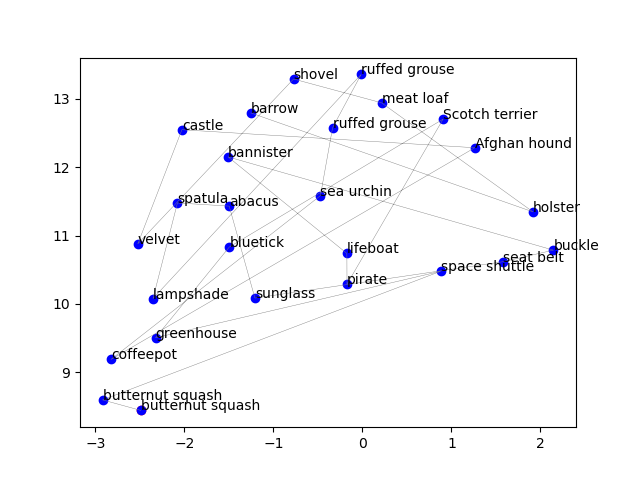 shovel
ruffed grouse
meat loaf
barrow
Scotch terrier
castle
ruffed grouse
bannister
Afghan hound
spatula
abacus
sea urchin
holster
velvet
bluetick
lifeboat
buckle
seat belt
space shuttle
lampshade
sunglass
pirate
greenhouse
coffeepot
butternut squash
butternut squash
13
12
11
10
9
−3
−2
−1
0
1
2